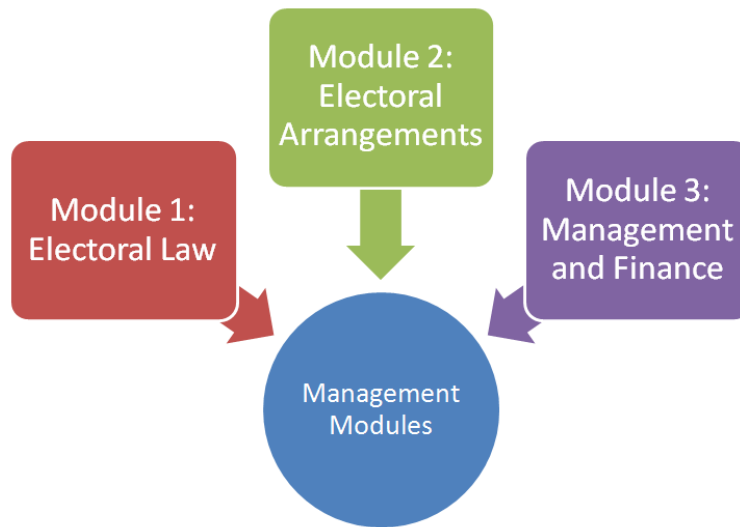 Module 1:
Electoral Law
Module 2:
Electoral
Arrangements
Module 3:
Management
and Finance
Management
Modules